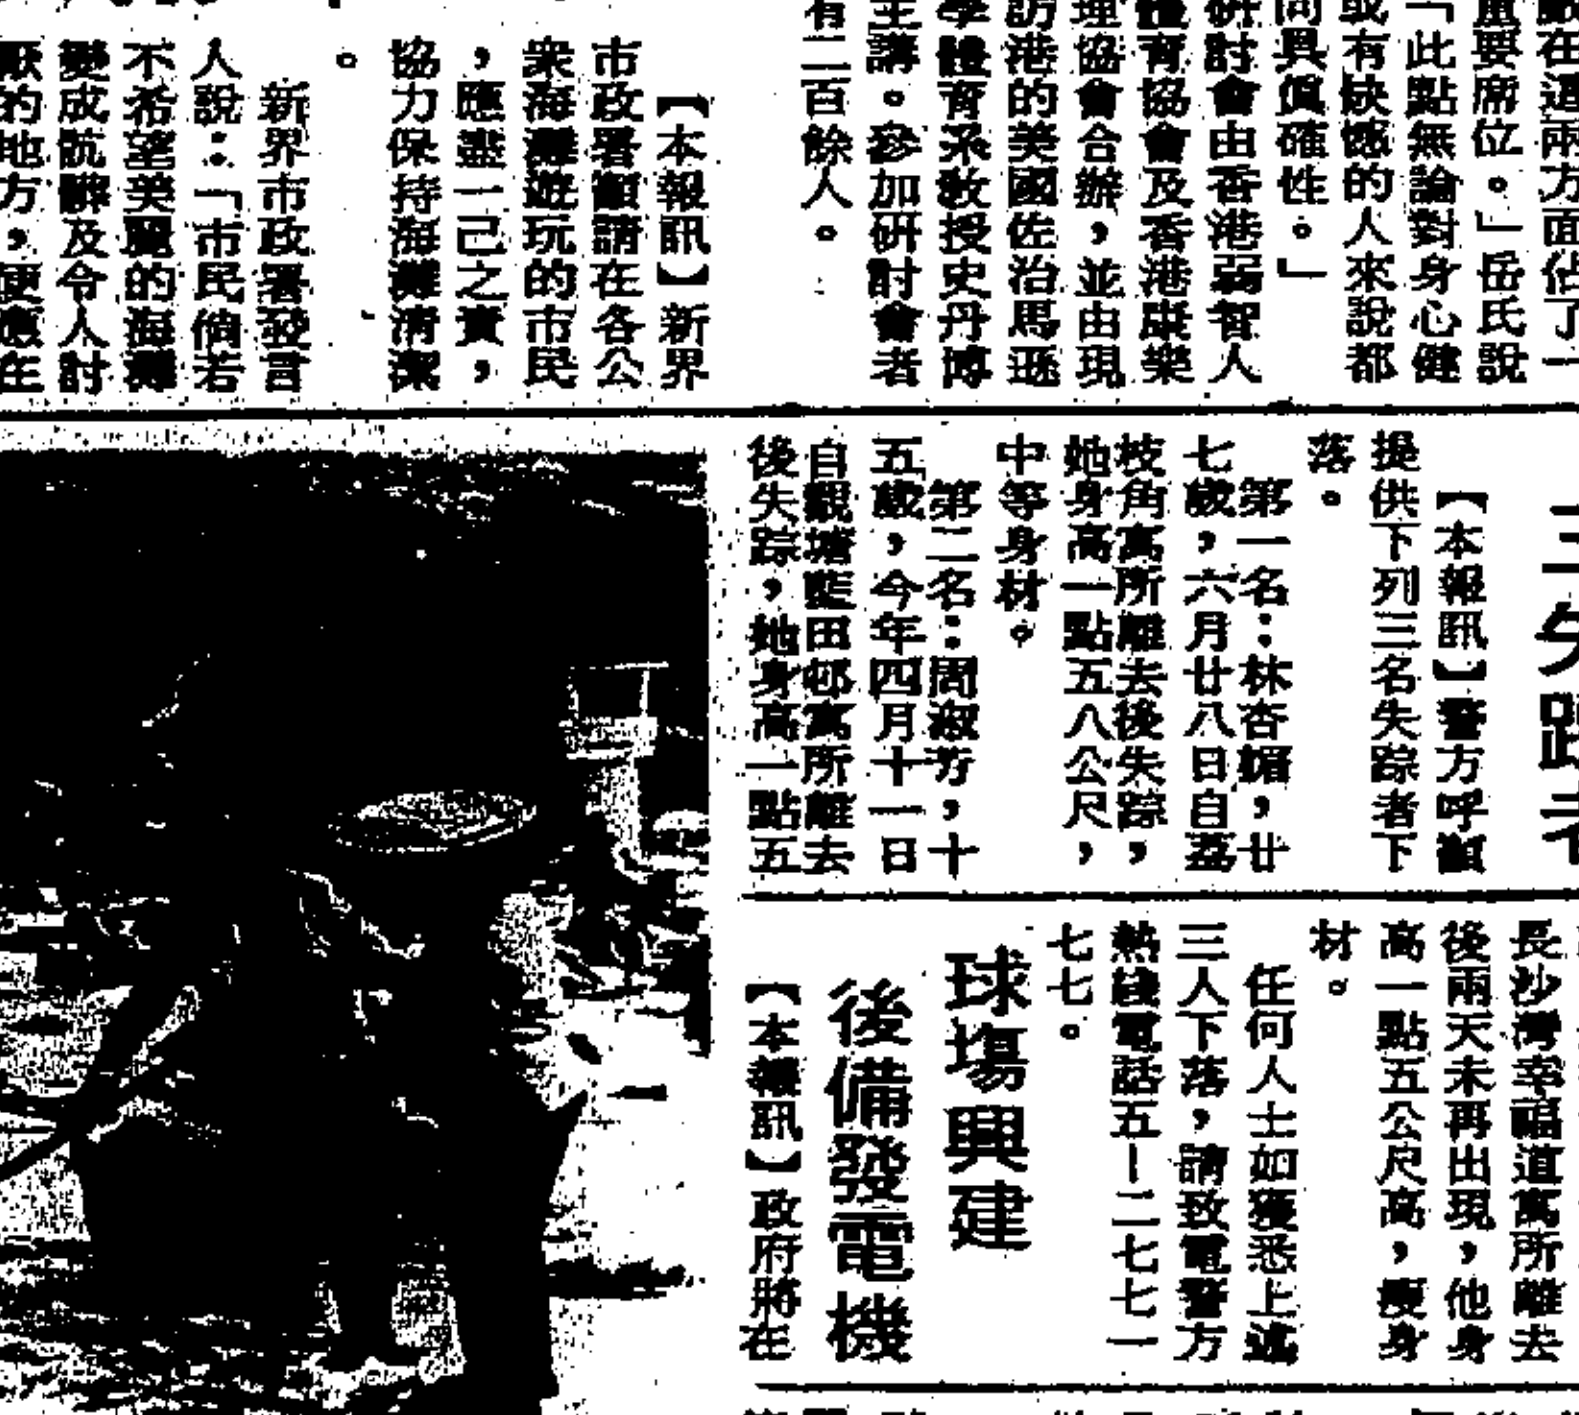 在這兩方面佔了一
重要席位。」岳氏說
「此點無論對身心健
或有缺憾的人來說都
同具眞確性。」
研討會由香港弱智人
體育協會及香港康樂
理協會合辦，並由現
訪港的美國佐治馬遜
學體育系敎授史丹博
主講。參加研討會者
有二百餘人。
【本報訊】新界
市政署籲請在各公
衆海灘遊玩的市民
，應盡一己之責，
協力保持海灘清潔
。
新界市政署發言
人說：「市民倘若
不希望美麗的海灘
變成骯髒及令人討
厭的地方，便應在
三失踪者
【本報訊】警方呼籲
提供下列三名失踪者下
落。
第一名：林杏媚，廿
七歲，六月廿八日自荔
枝角寓所離去後失踪，
她身高一點五八公尺，
中等身材。
第二名：周淑芳，十
五歲，今年四月十一日
自觀塘藍田邨寓所離去
後失踪，她身高一點五
長沙灣幸福道寓所離去
後兩天未再出現，他身
高一點五公尺高，瘦身
材。
任何人士如獲悉上述
三人下落，請致電警方
熱綫電話五－二七七一
七七。
球塲興建
後備發電機
【本報訊】政府將在